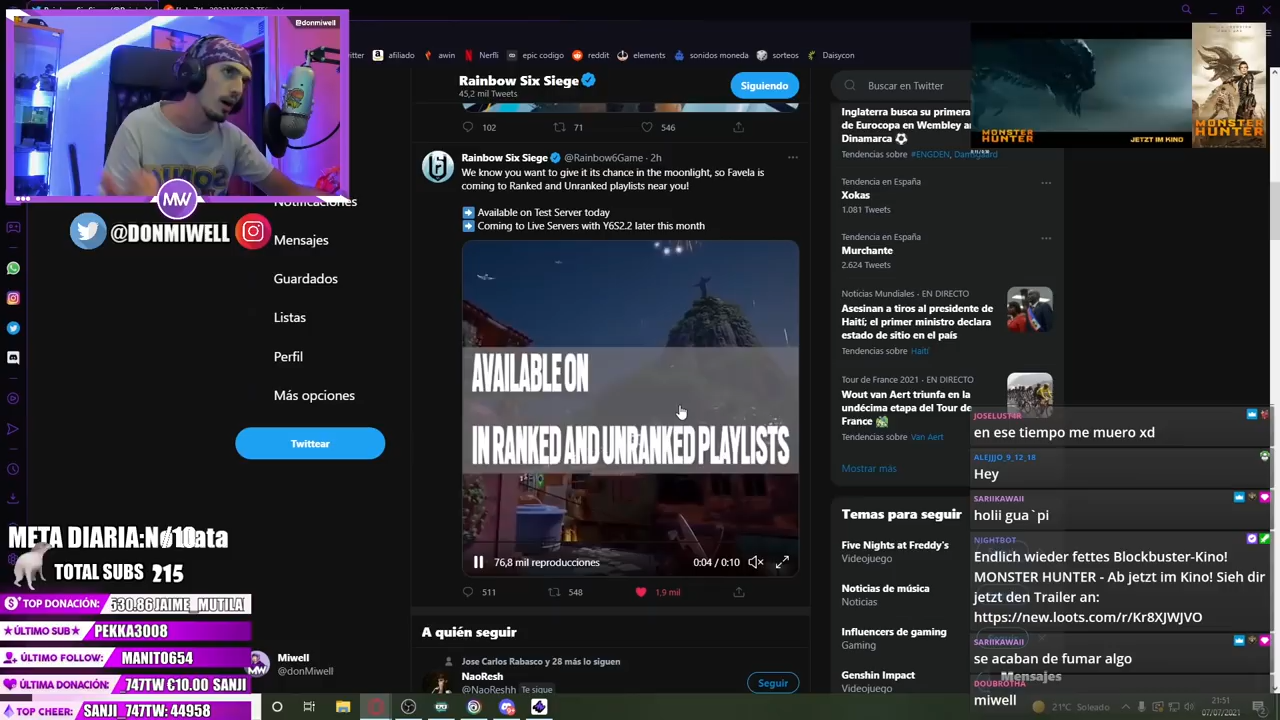 @donmiwell
MW
@DONMIWELL
afiliado
awin
Nerfli
epic codigo
reddit
elements
sonidos moneda
sorteos
Daisycon
Rainbow Six Siege
45,2 mil Tweets
Siguiendo
102
71
546
Rainbow Six Siege @Rainbow6Game · 2h
We know you want to give it its chance in the moonlight, so Favela is
coming to Ranked and Unranked playlists near you!
Available on Test Server today
Coming to Live Servers with Y6S2.2 later this month
AVAILABLE ON
IN RANKED AND UNRANKED PLAYLISTS
76,8 mil reproducciones
0:04 / 0:10
511
548
1,9 mil
A quién seguir
Jose Carlos Rabasco y 28 más lo siguen
NaoResh
@NaoReshh Te sigue
Seguir
Notificaciones
Mensajes
Guardados
Listas
Perfil
Más opciones
Twittear
Miwell
@donMiwell
META DIARIA:
TOTAL SUBS 215
TOP DONACIÓN:
530.86 JAIME_MUTILA
★ÚLTIMO SUB★
PEKKA3008
ÚLTIMO FOLLOW:
MANITO654
ÚLTIMA DONACIÓN:
_747TW €10.00 SANJI
TOP CHEER:
SANJI_747TW: 44958
Buscar en Twitter
Inglaterra busca su primera
de Eurocopa en Wembley a
Dinamarca
Tendencias sobre #ENGDEN, Damsgaard
Tendencia en España
Xokas
1.081 Tweets
Tendencia en España
Murchante
2.624 Tweets
Noticias Mundiales · EN DIRECTO
Asesinan a tiros al presidente de
Haití; el primer ministro declara
estado de sitio en el país
Tendencias sobre Haití
Tour de France 2021 · EN DIRECTO
Wout van Aert triunfa en la
undécima etapa del Tour de
France
Tendencias sobre Van Aert
Mostrar más
Temas para seguir
Five Nights at Freddy's
Videojuego
Noticias de música
Noticias
Influencers de gaming
Gaming
Genshin Impact
Videojuego
MONSTER
HUNTER
JETZT IM KINO
MONSTER
HUNTER
JOSELUST4R
en ese tiempo me muero xd
ALEJJJO_9_12_18
Hey
SARIIKAWAII
holii gua`pi
NIGHTBOT
Endlich wieder fettes Blockbuster-Kino!
MONSTER HUNTER - Ab jetzt im Kino! Sieh dir
jetzt den Trailer an:
https://new.loots.com/r/Kr8XJWJVO
SARIIKAWAII
se acaban de fumar algo
Mensajes
DOUBROTHA
miwell
21°C Soleado
21:51
07/07/2021